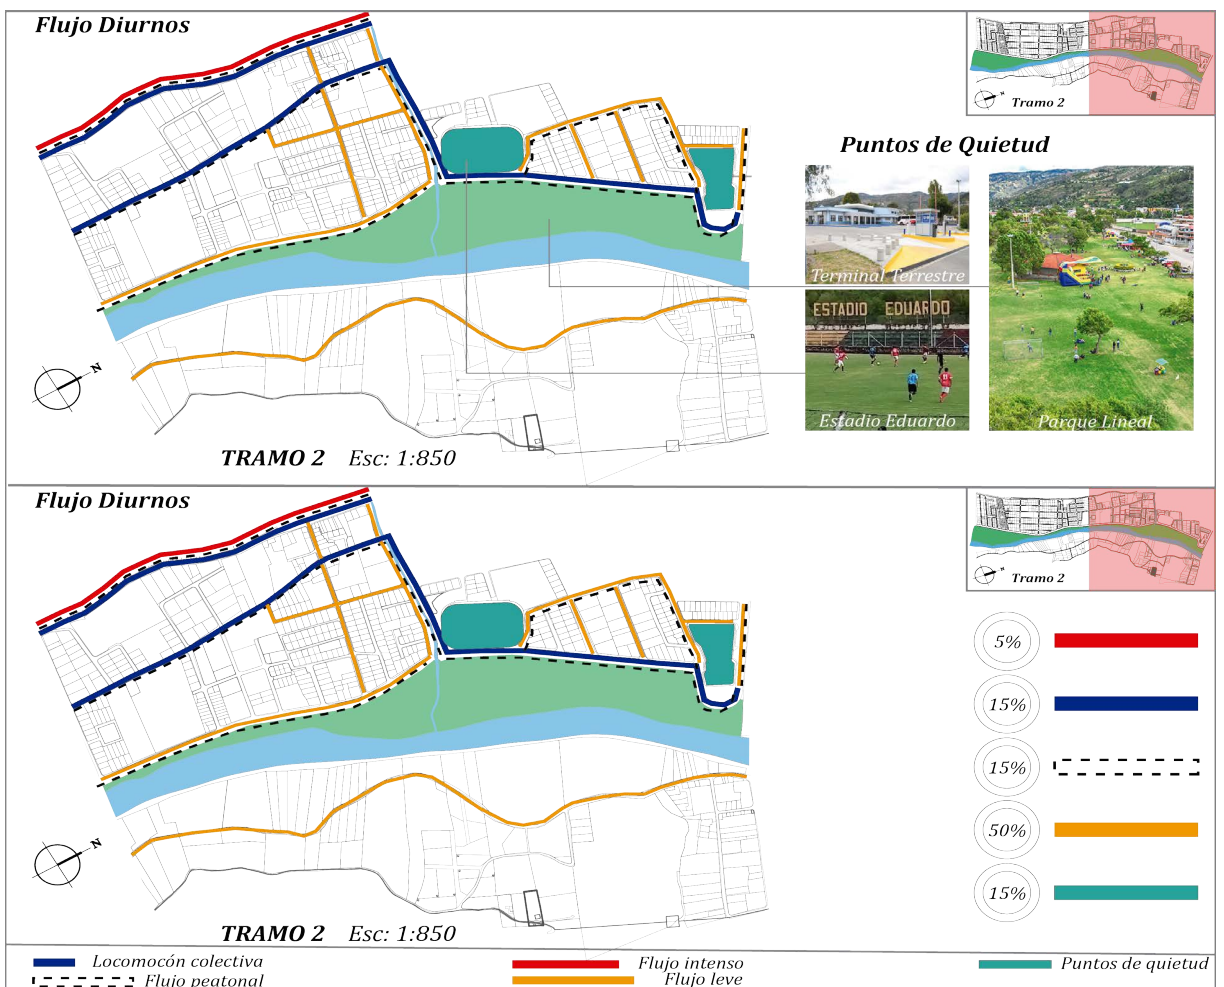 Flujo Diurnos
Tramo 2
Puntos de Quietud
Terminal Terrestre
ESTADIO EDUARDO
Estadio Eduardo
Parque Lineal
N
TRAMO 2 Esc: 1:850
Flujo Diurnos
Tramo 2
5%
15%
15%
50%
15%
N
TRAMO 2 Esc: 1:850
Locomocón colectiva
Flujo intenso
Puntos de quietud
Flujo peatonal
Flujo leve